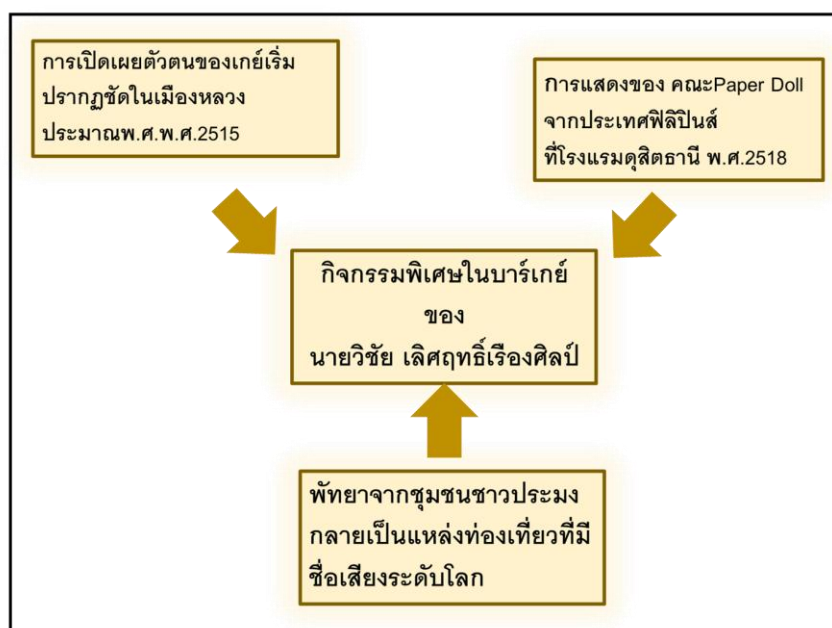 การเปิดเผยตัวตนของเกย์เริ่ม
ปรากฏชัดในเมืองหลวง
ประมาณพ.ศ.พ.ศ.2515
การแสดงของ คณะPaper Doll
จากประเทศฟิลิปินส์
ที่โรงแรมดุสิตธานี พ.ศ.2518
กิจกรรมพิเศษในบาร์เกย์
ของ
นายวิชัย เลิศฤทธิ์เรืองศิลป์
พัทยาจากชุมชนชาวประมง
กลายเป็นแหล่งท่องเที่ยวที่มี
ชื่อเสียงระดับโลก